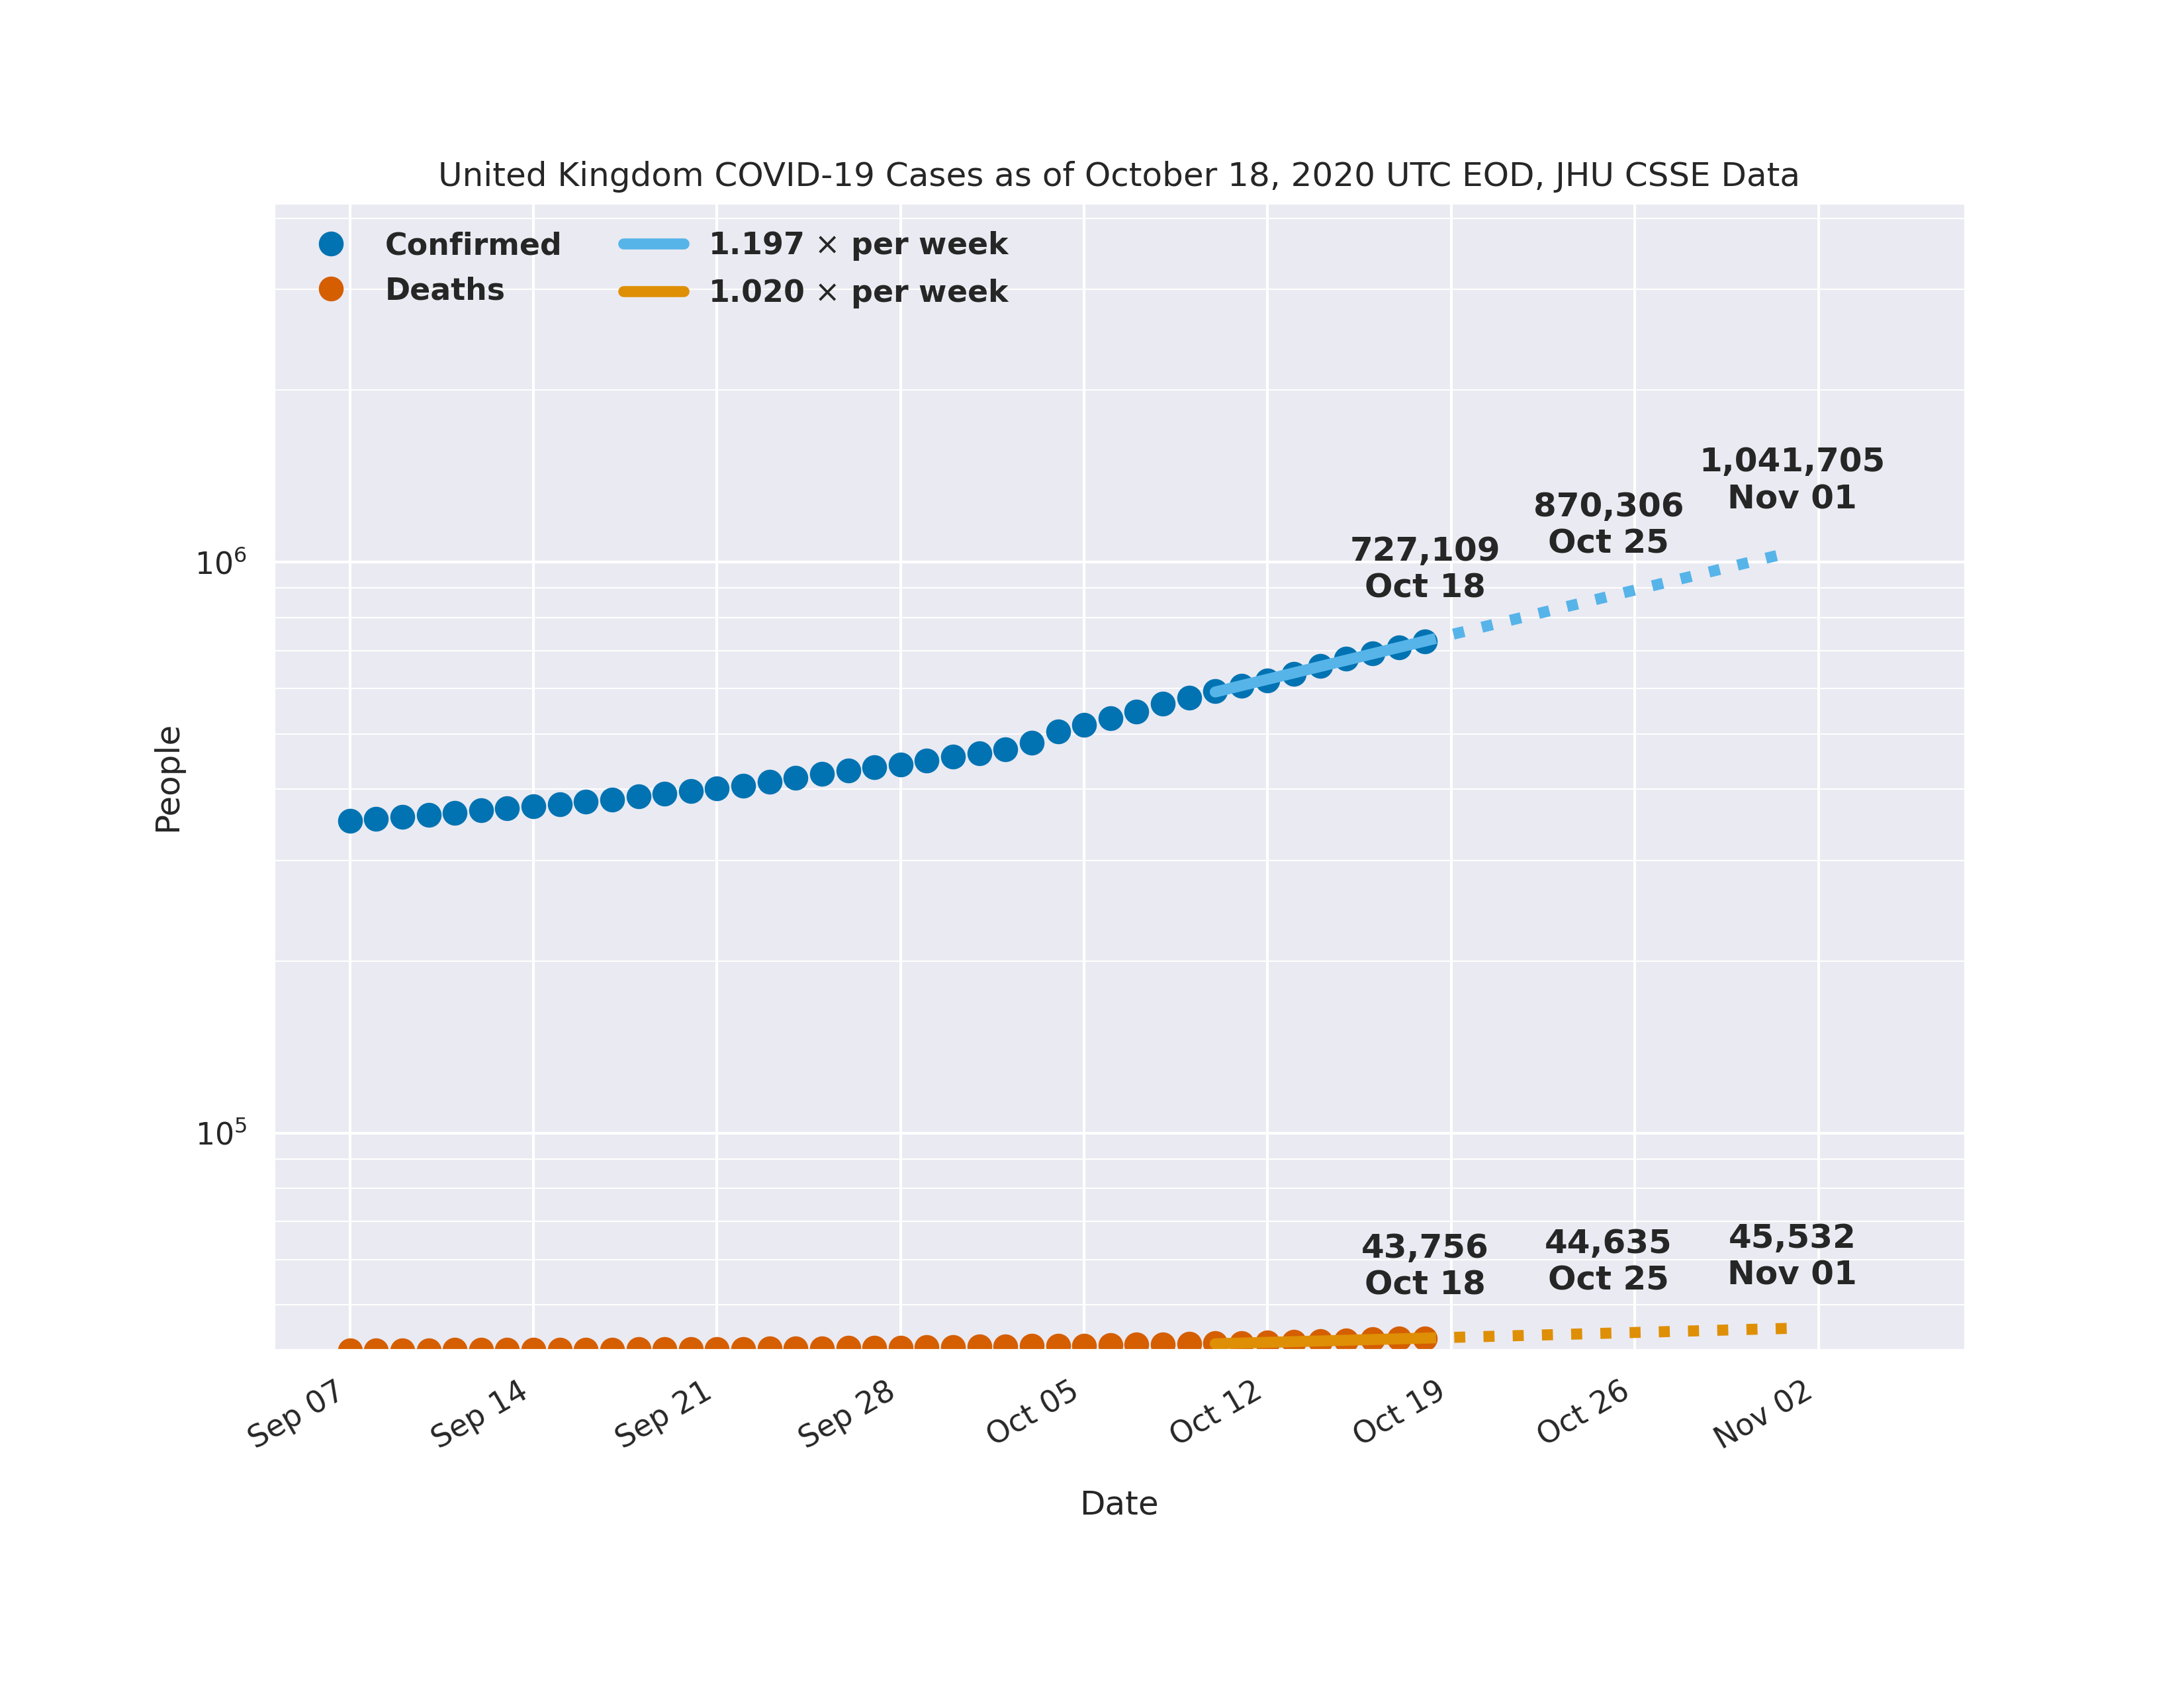 United Kingdom COVID-19 Cases as of October 18, 2020 UTC EOD, JHU CSSE Data
Confirmed
Deaths
1.197 × per week
1.020 × per week
1,041,705
Nov 01
870,306
Oct 25
727,109
Oct 18
10⁶
People
10⁵
43,756
Oct 18
44,635
Oct 25
45,532
Nov 01
Sep 07
Sep 14
Sep 21
Sep 28
Oct 05
Oct 12
Oct 19
Oct 26
Nov 02
Date